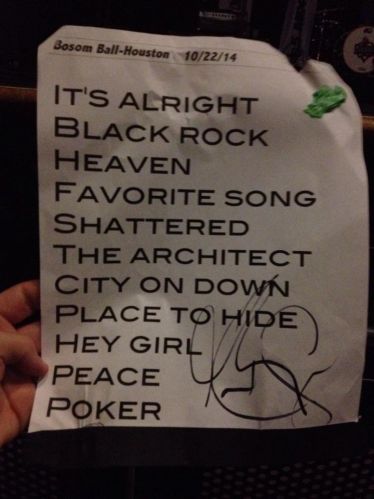 Bosom Ball-Houston 10/22/14
IT'S ALRIGHT
BLACK ROCK
HEAVEN
FAVORITE SONG
SHATTERED
THE ARCHITECT
CITY ON DOWN
PLACE TO HIDE
HEY GIRL
PEACE
POKER